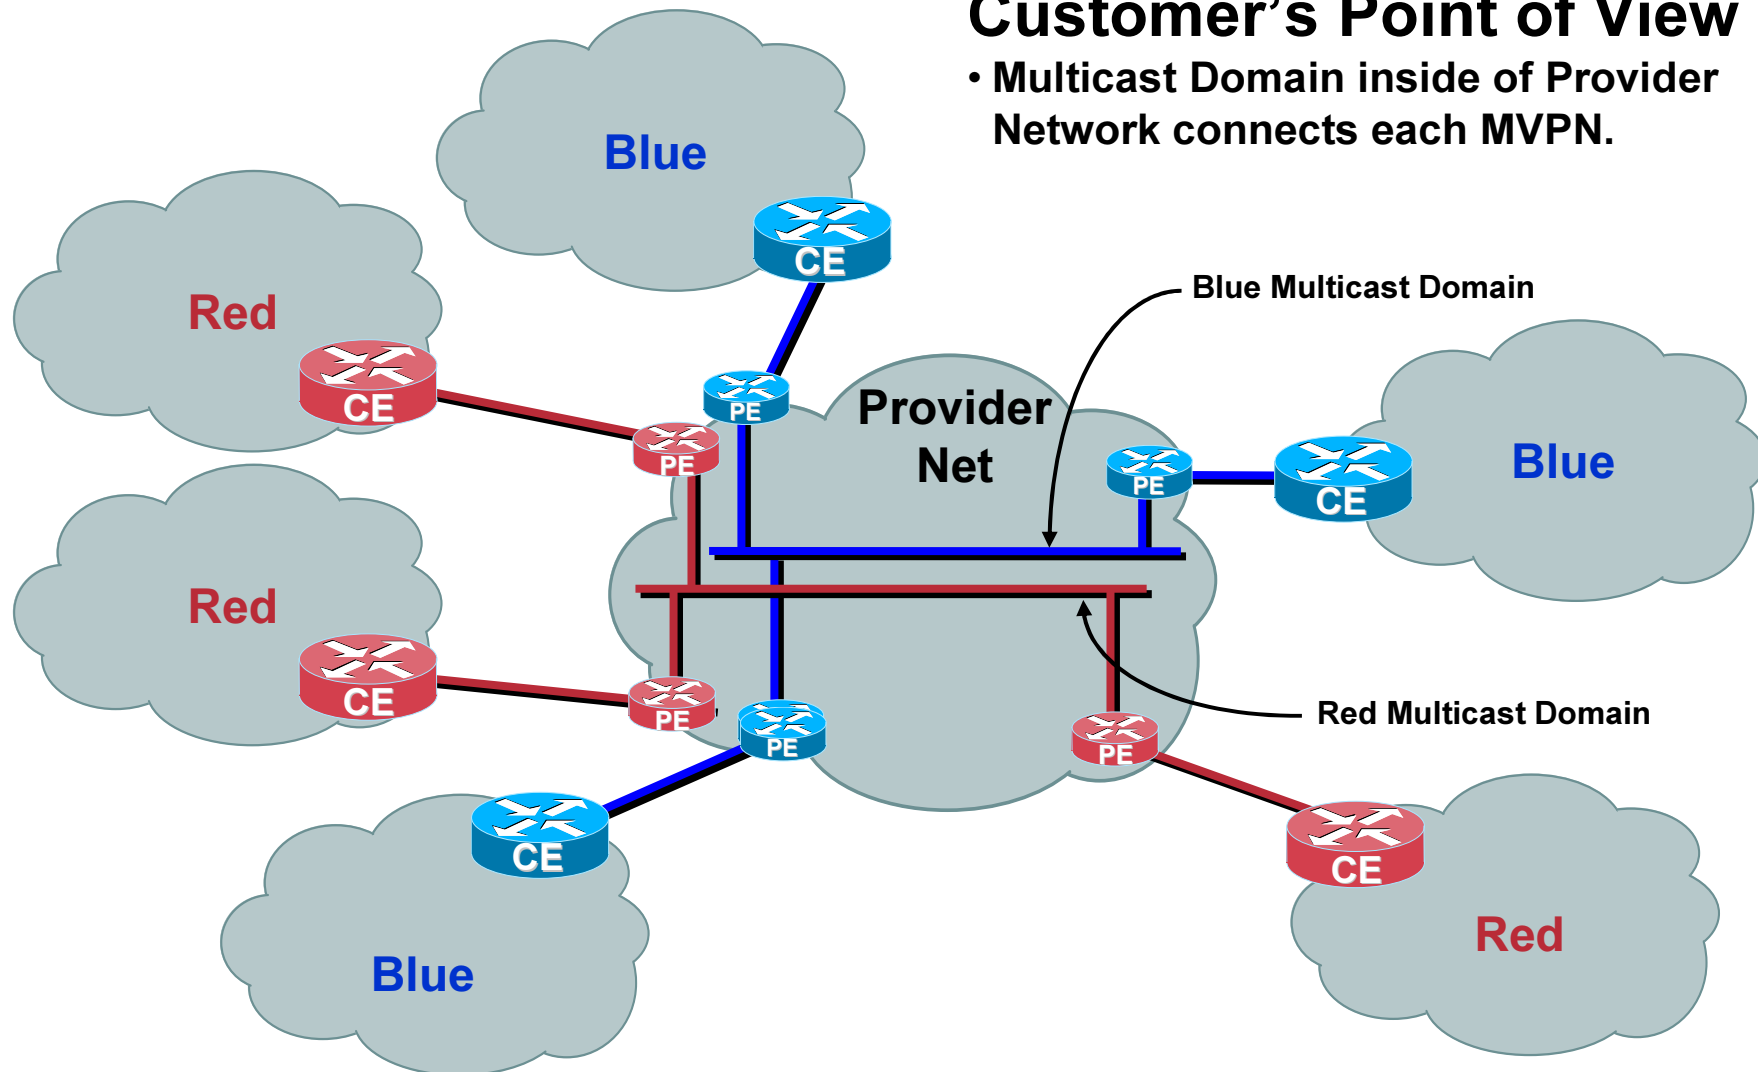 Customer's Point of View
• Multicast Domain inside of Provider
Network connects each MVPN.
Blue
CE
Red
CE
Blue Multicast Domain
PE
Provider
Net
PE
PE
CE
Blue
Red
CE
PE
PE
PE
Red Multicast Domain
CE
CE
Blue
Red